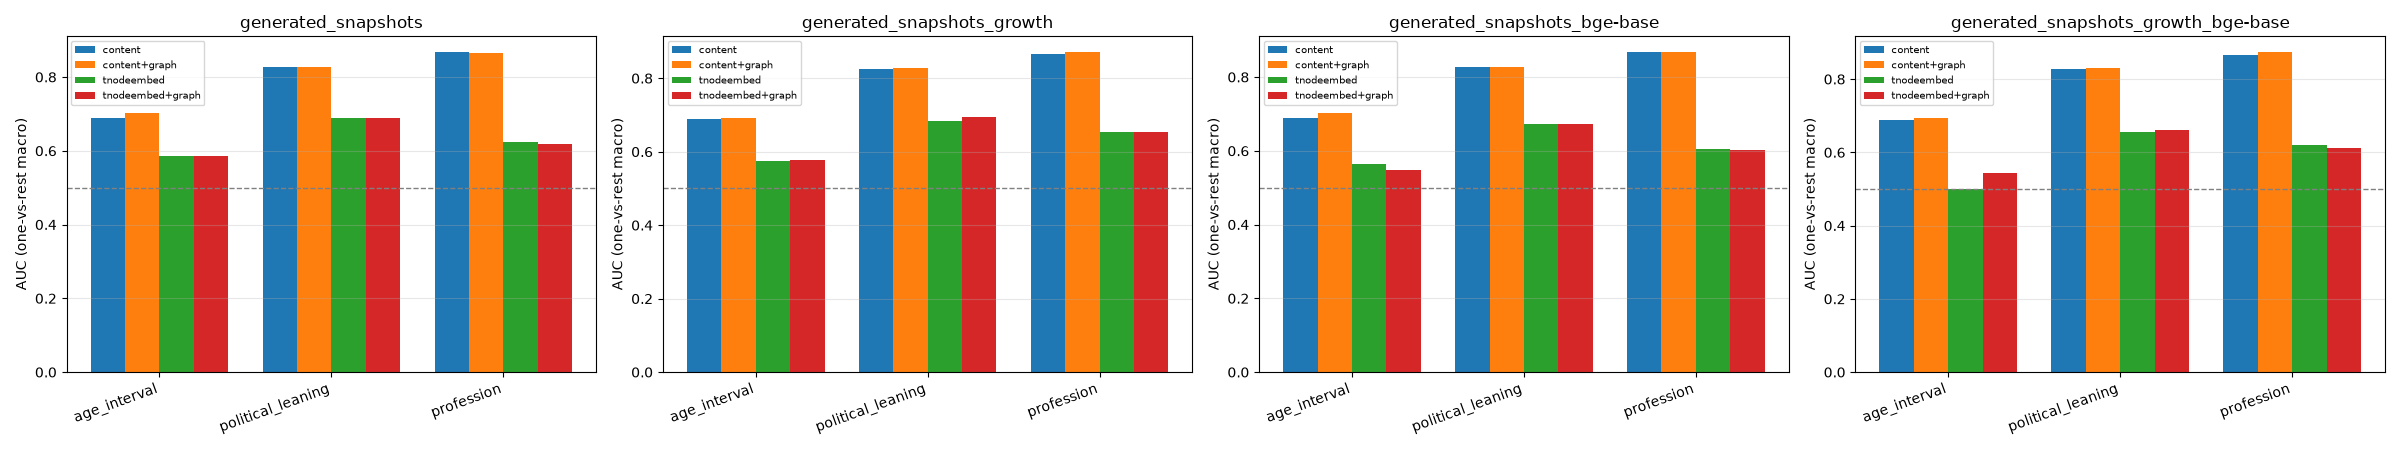 generated_snapshots
AUC (one-vs-rest macro)
0.8
0.6
0.4
0.2
0.0
content
content+graph
tnodeembed
tnodeembed+graph
age_interval
political_leaning
profession
generated_snapshots_growth
AUC (one-vs-rest macro)
0.8
0.6
0.4
0.2
0.0
content
content+graph
tnodeembed
tnodeembed+graph
age_interval
political_leaning
profession
generated_snapshots_bge-base
AUC (one-vs-rest macro)
0.8
0.6
0.4
0.2
0.0
content
content+graph
tnodeembed
tnodeembed+graph
age_interval
political_leaning
profession
generated_snapshots_growth_bge-base
AUC (one-vs-rest macro)
0.8
0.6
0.4
0.2
0.0
content
content+graph
tnodeembed
tnodeembed+graph
age_interval
political_leaning
profession